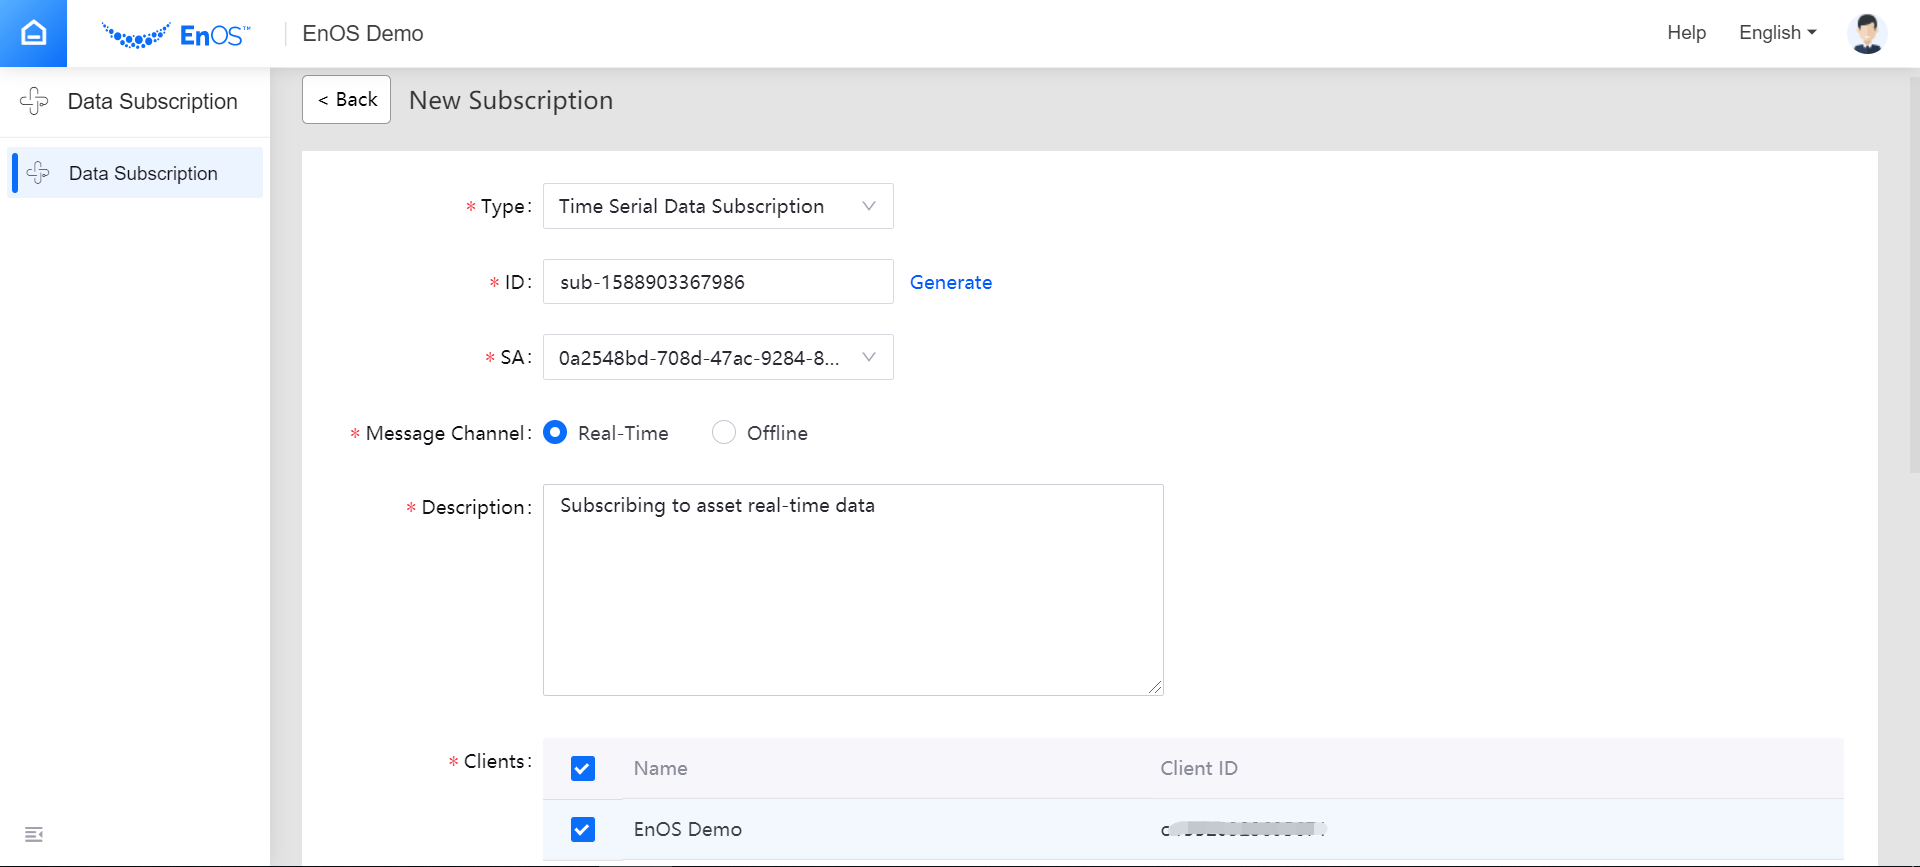 EnOS™
EnOS Demo
Help
English
Data Subscription
Data Subscription
< Back
New Subscription
* Type:
Time Serial Data Subscription
* ID:
sub-1588903367986
Generate
* SA:
0a2548bd-708d-47ac-9284-8...
* Message Channel:
Real-Time
Offline
* Description:
Subscribing to asset real-time data
* Clients:
Name
Client ID
EnOS Demo